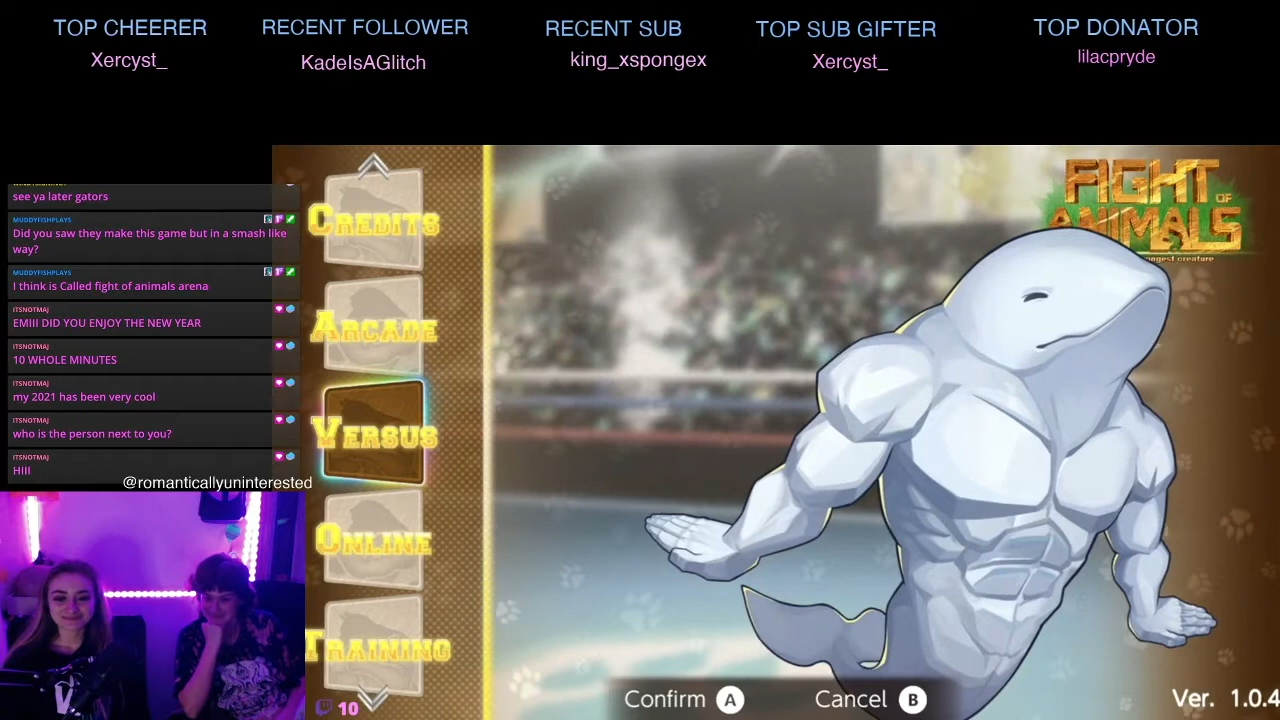 TOP CHEERER
Xercyst_
RECENT FOLLOWER
KadeIsAGlitch
RECENT SUB
king_xspongex
TOP SUB GIFTER
Xercyst_
TOP DONATOR
lilacpryde
see ya later gators
MUDDYFISHPLAYS
Did you saw they make this game but in a smash like
way?
MUDDYFISHPLAYS
I think is Called fight of animals arena
ITSNOTMAJ
EMIII DID YOU ENJOY THE NEW YEAR
ITSNOTMAJ
10 WHOLE MINUTES
ITSNOTMAJ
my 2021 has been very cool
ITSNOTMAJ
who is the person next to you?
ITSNOTMAJ
HIII
@romanticallyuninterested
10
CREDITS
ARCADE
VERSUS
ONLINE
TRAINING
FIGHT
OF
ANIMALS
creature
Confirm A
Cancel B
Ver. 1.0.4